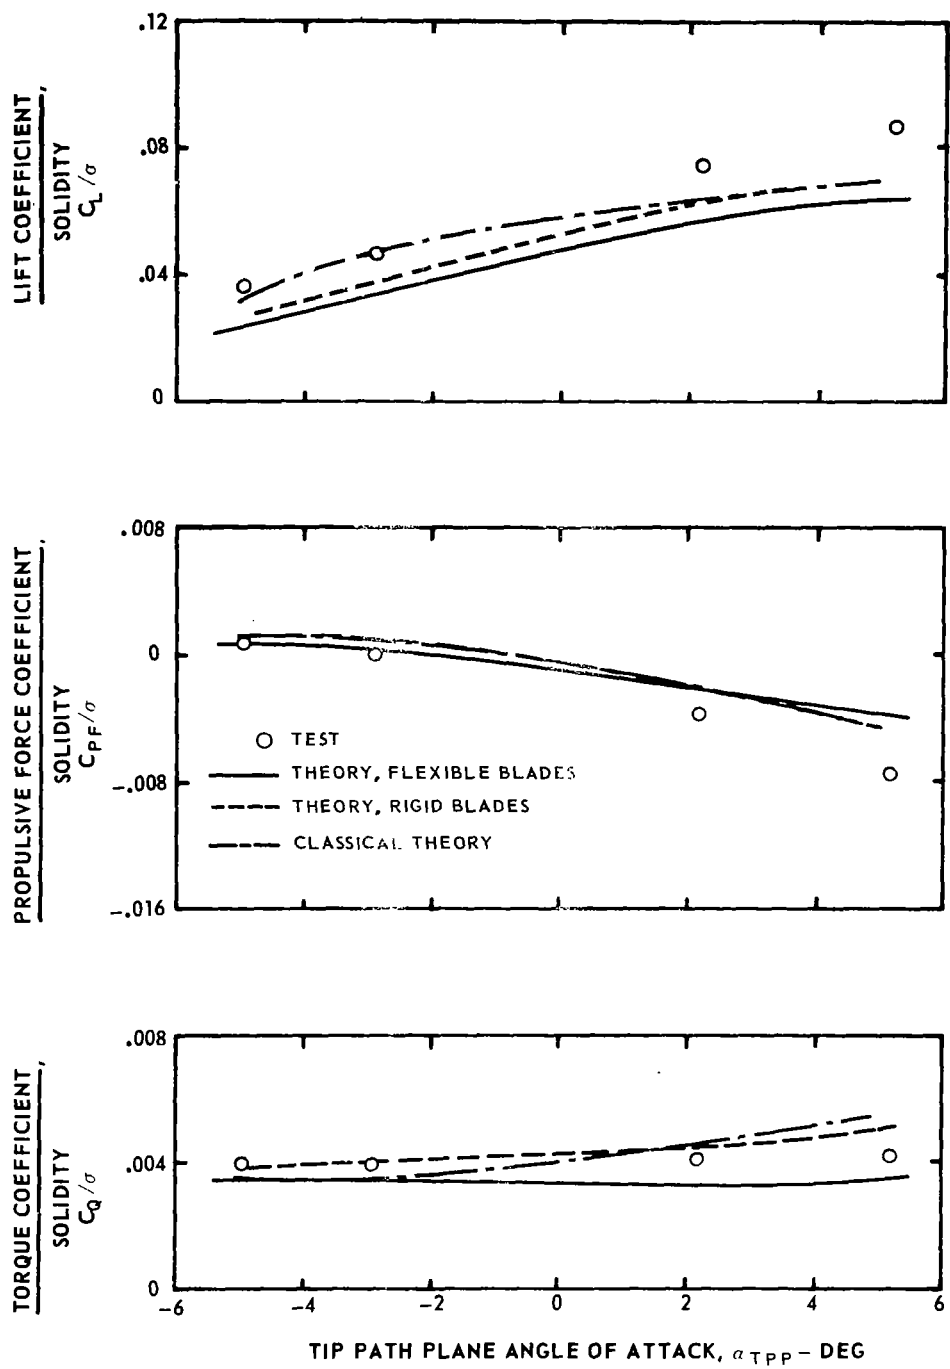 .12
.08
.04
0
LIFT COEFFICIENT,
SOLIDITY
C_L/σ
.008
0
-.008
-.016
PROPULSIVE FORCE COEFFICIENT,
SOLIDITY
C_PF/σ
TEST
THEORY, FLEXIBLE BLADES
THEORY, RIGID BLADES
CLASSICAL THEORY
.008
.004
0
TORQUE COEFFICIENT,
SOLIDITY
C_Q/σ
-6 -4 -2 0 2 4 6
TIP PATH PLANE ANGLE OF ATTACK, α_TPP - DEG